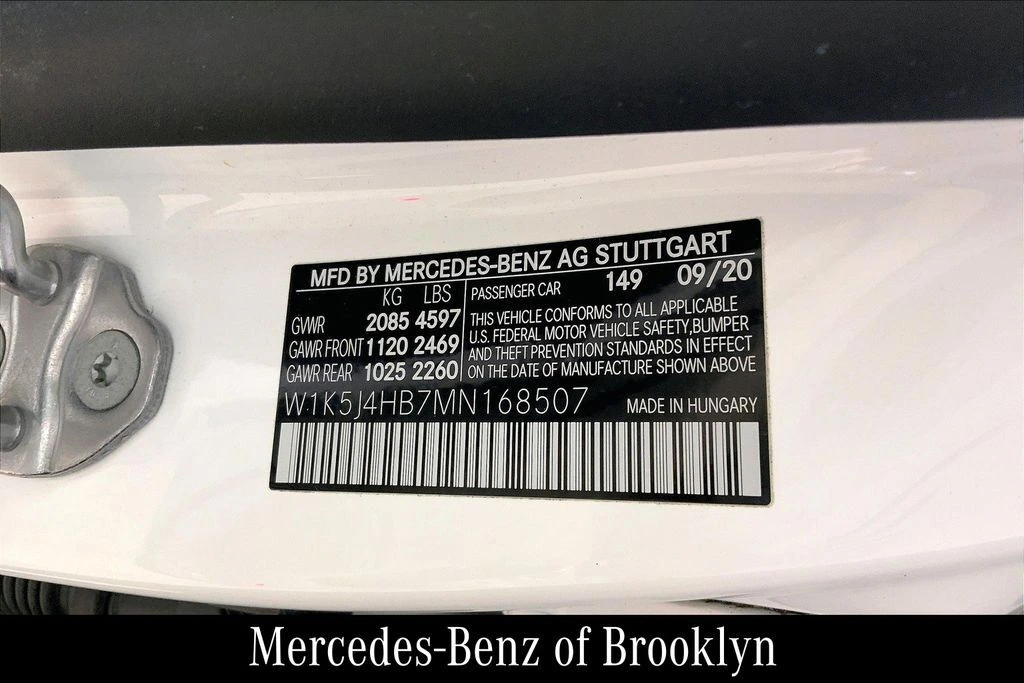 MFD BY MERCEDES-BENZ AG STUTTGART
KG LBS
GVWR 2085 4597
GAWR FRONT 1120 2469
GAWR REAR 1025 2260
PASSENGER CAR 149 09/20
THIS VEHICLE CONFORMS TO ALL APPLICABLE
U.S. FEDERAL MOTOR VEHICLE SAFETY,BUMPER
AND THEFT PREVENTION STANDARDS IN EFFECT
ON THE DATE OF MANUFACTURE SHOWN ABOVE
W1K5J4HB7MN168507 MADE IN HUNGARY
Mercedes-Benz of Brooklyn